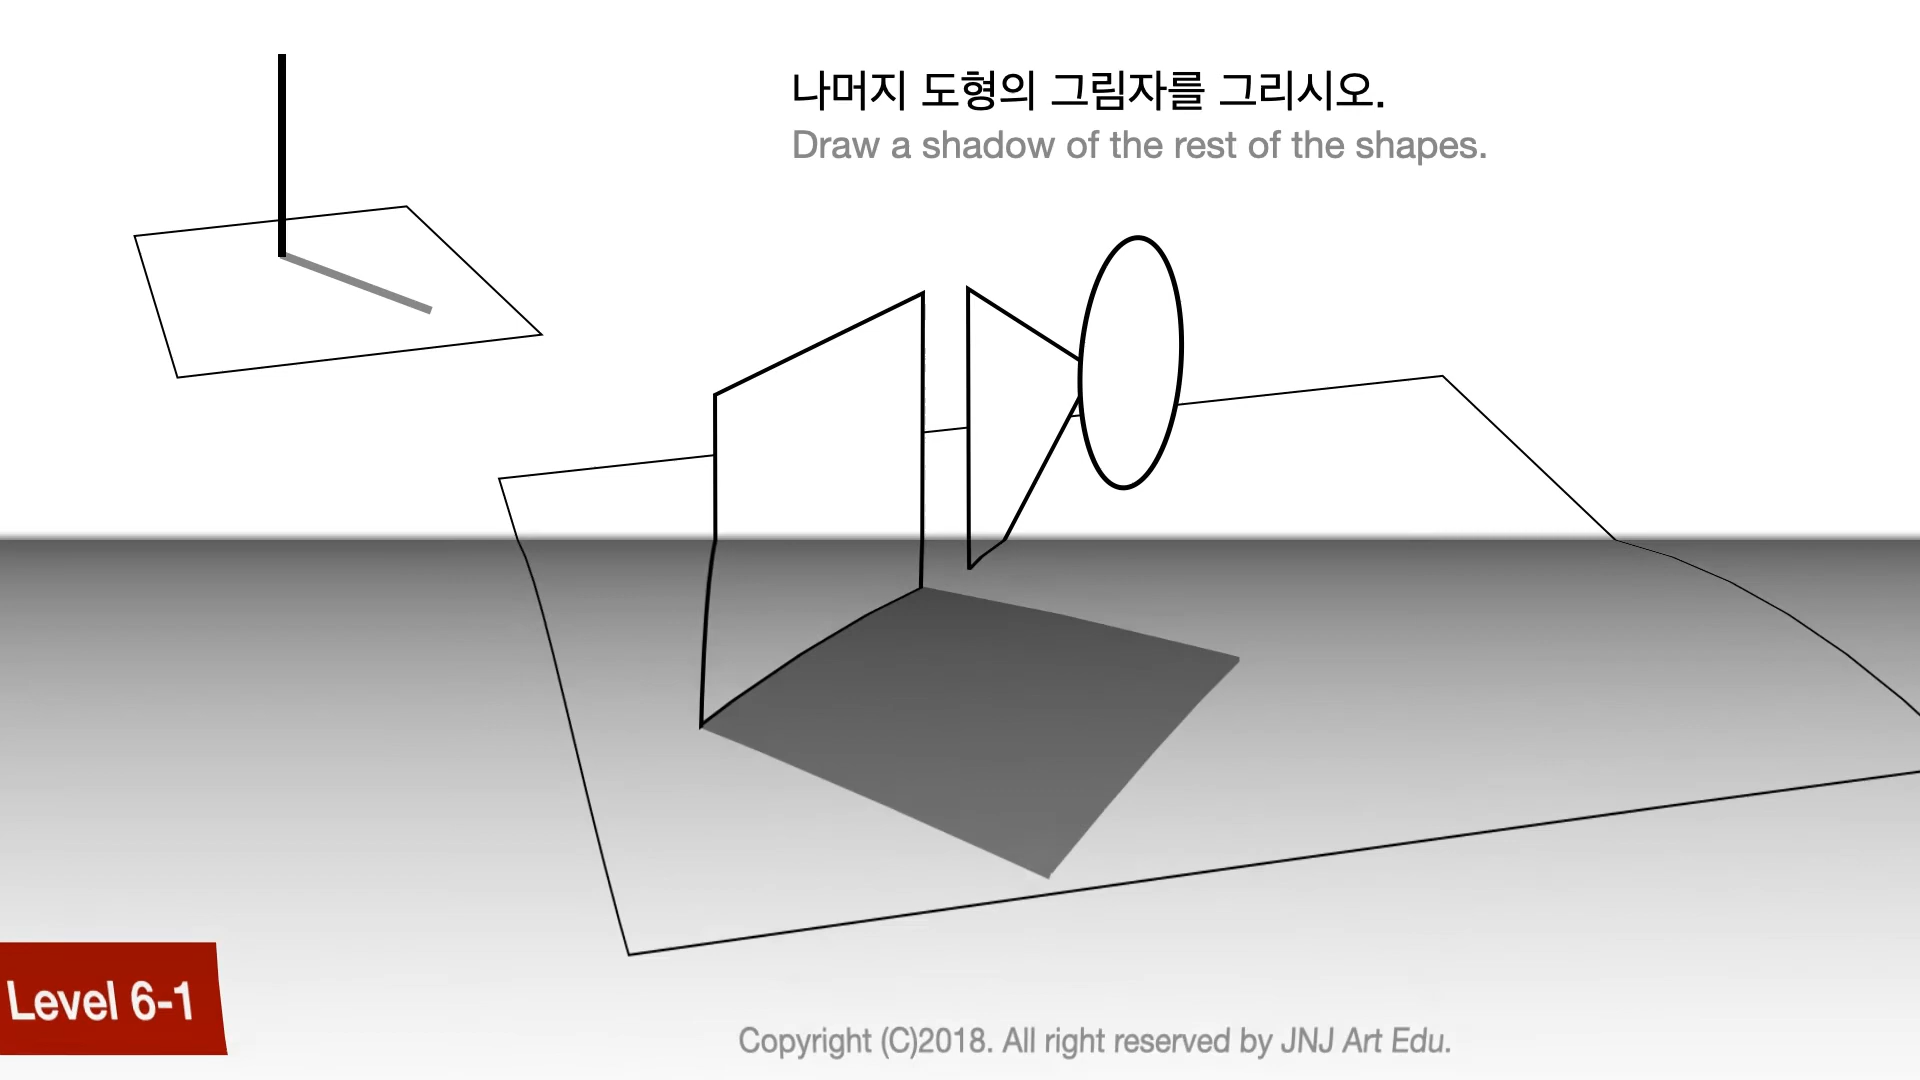 나머지 도형의 그림자를 그리시오.
Draw a shadow of the rest of the shapes.
Level 6-1
Copyright (C)2018. All right reserved by JNJ Art Edu.